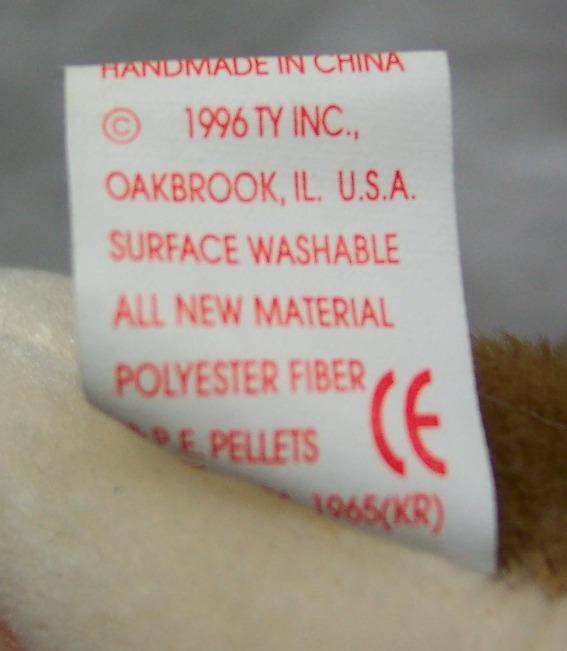 HANDMADE IN CHINA
© 1996 TY INC.,
OAKBROOK, IL. U.S.A.
SURFACE WASHABLE
ALL NEW MATERIAL
POLYESTER FIBER
CE
P.E. PELLETS
1965(KR)